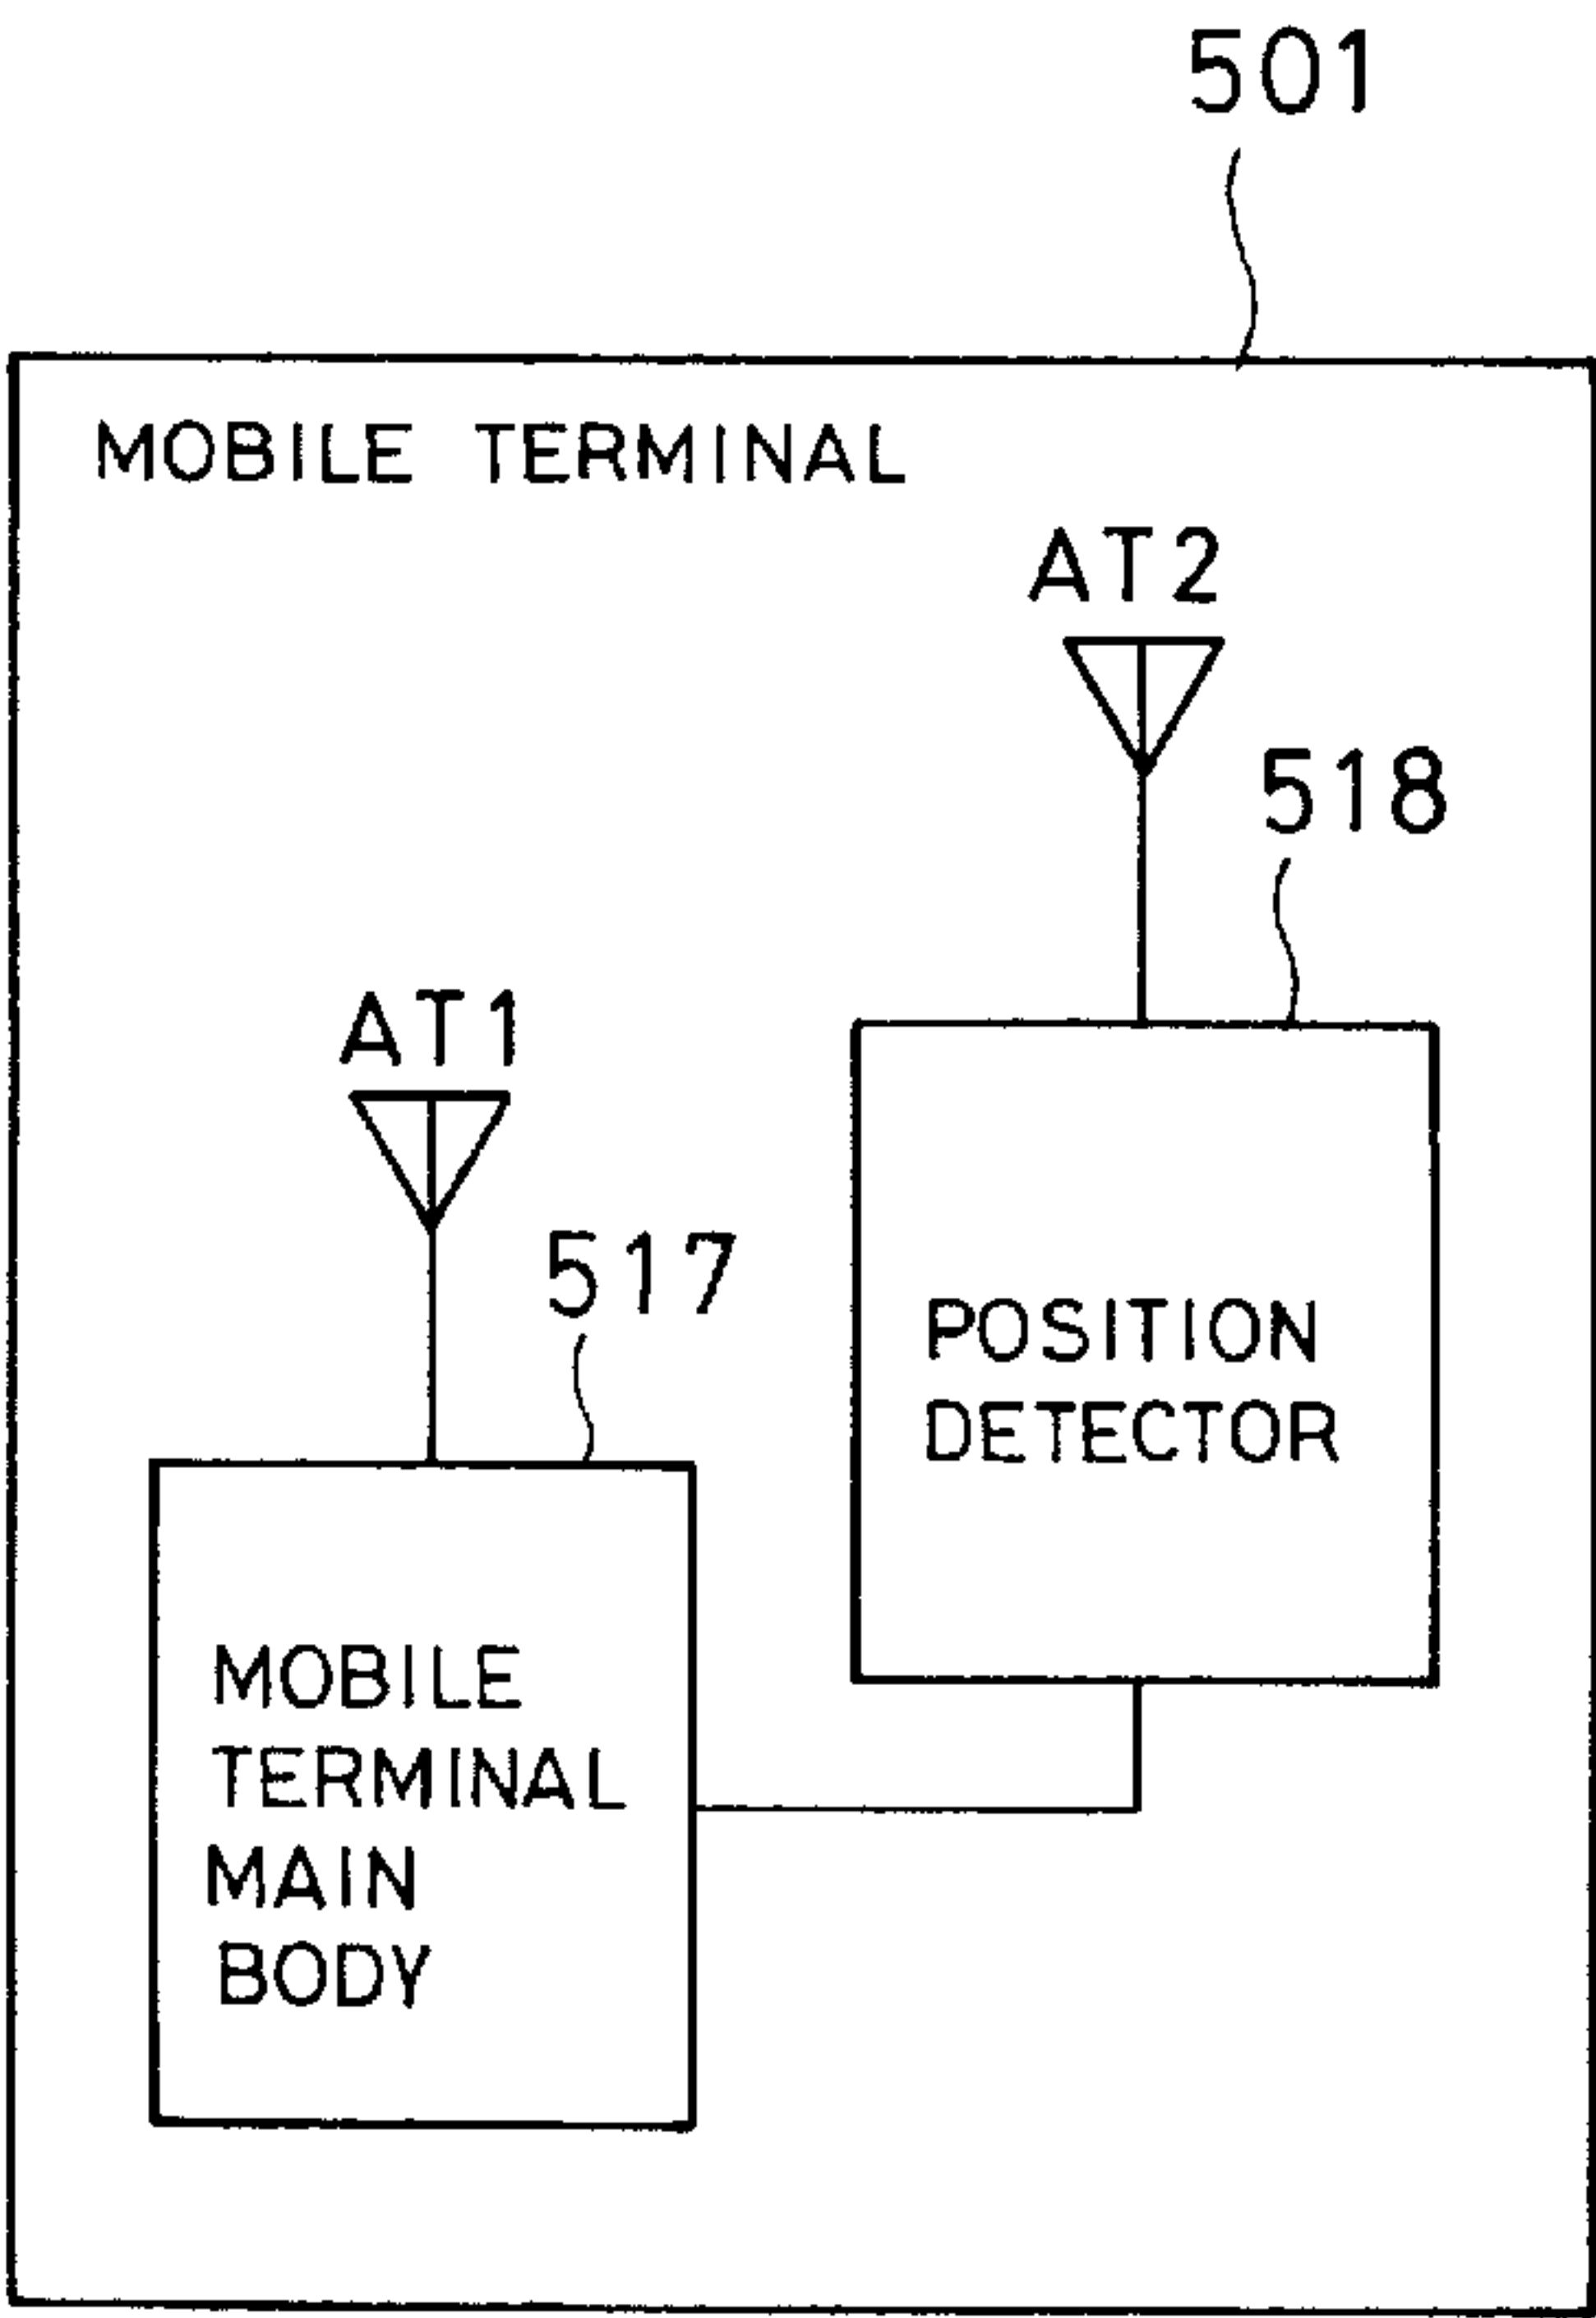 501
MOBILE TERMINAL
AT2
518
AT1
517
POSITION
DETECTOR
MOBILE
TERMINAL
MAIN
BODY